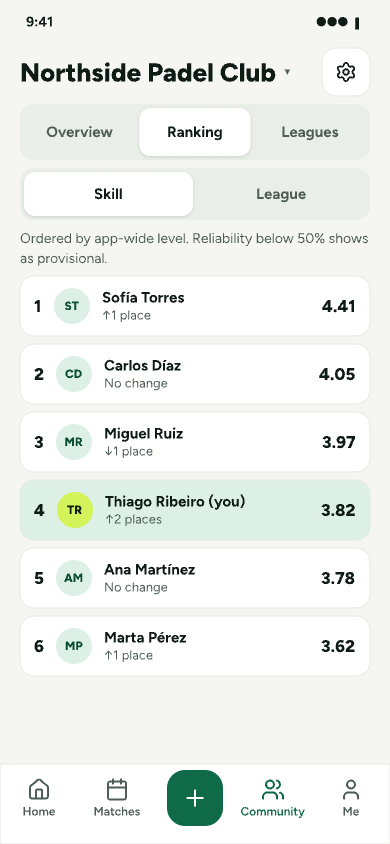 9:41
Northside Padel Club ▾
Overview
Ranking
Leagues
Skill
League
Ordered by app-wide level. Reliability below 50% shows
as provisional.
1
ST
Sofía Torres
↑1 place
4.41
2
CD
Carlos Díaz
No change
4.05
3
MR
Miguel Ruiz
↓1 place
3.97
4
TR
Thiago Ribeiro (you)
↑2 places
3.82
5
AM
Ana Martínez
No change
3.78
6
MP
Marta Pérez
↑1 place
3.62
Home
Matches
+
Community
Me